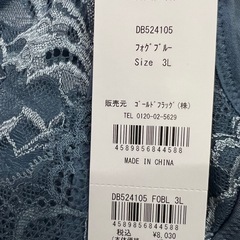 DB524105
フォグブルー
Size 3L
販売元 ゴールドフラッグ(株)
TEL 0120-02-5629
4589856844588
MADE IN CHINA
DB524105 FOBL 3L
4589856844588
税込 ¥8,030